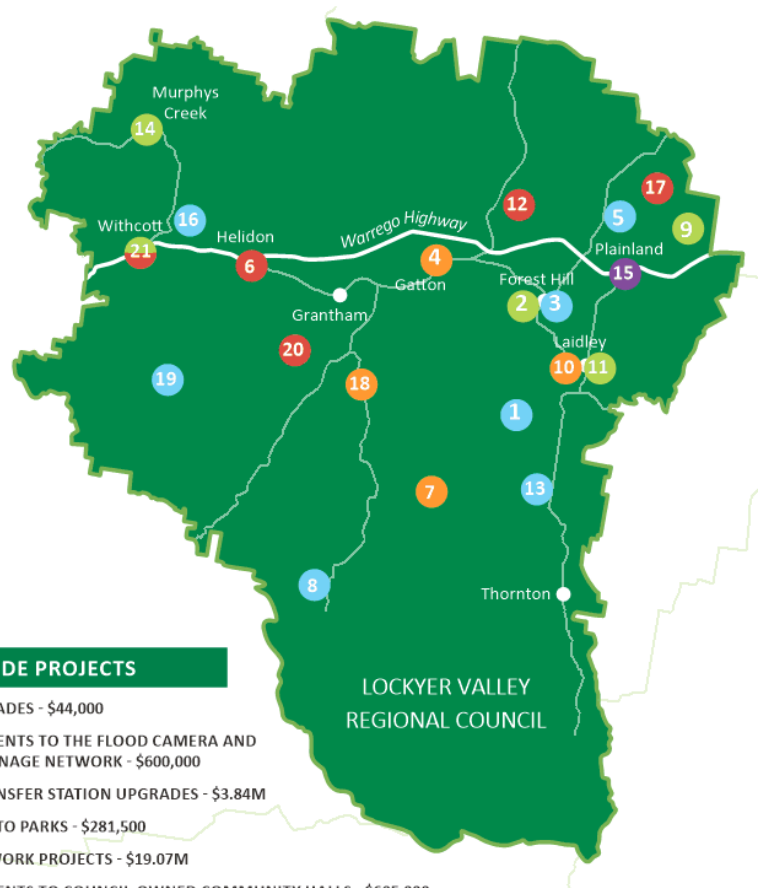 Murphys
Creek
14
17
12
16
5
Withcott
9
Helidon
Warrego Highway
21
Plainland
4
6
15
Gatton
Forest Hill
2
3
Grantham
Laidley
20
10
11
19
18
1
7
13
8
Thornton
DE PROJECTS
LOCKYER VALLEY
REGIONAL COUNCIL
ADES - $44,000
ENTS TO THE FLOOD CAMERA AND
NAGE NETWORK - $600,000
NSFER STATION UPGRADES - $3.84M
TO PARKS - $281,500
WORK PROJECTS - $19.07M